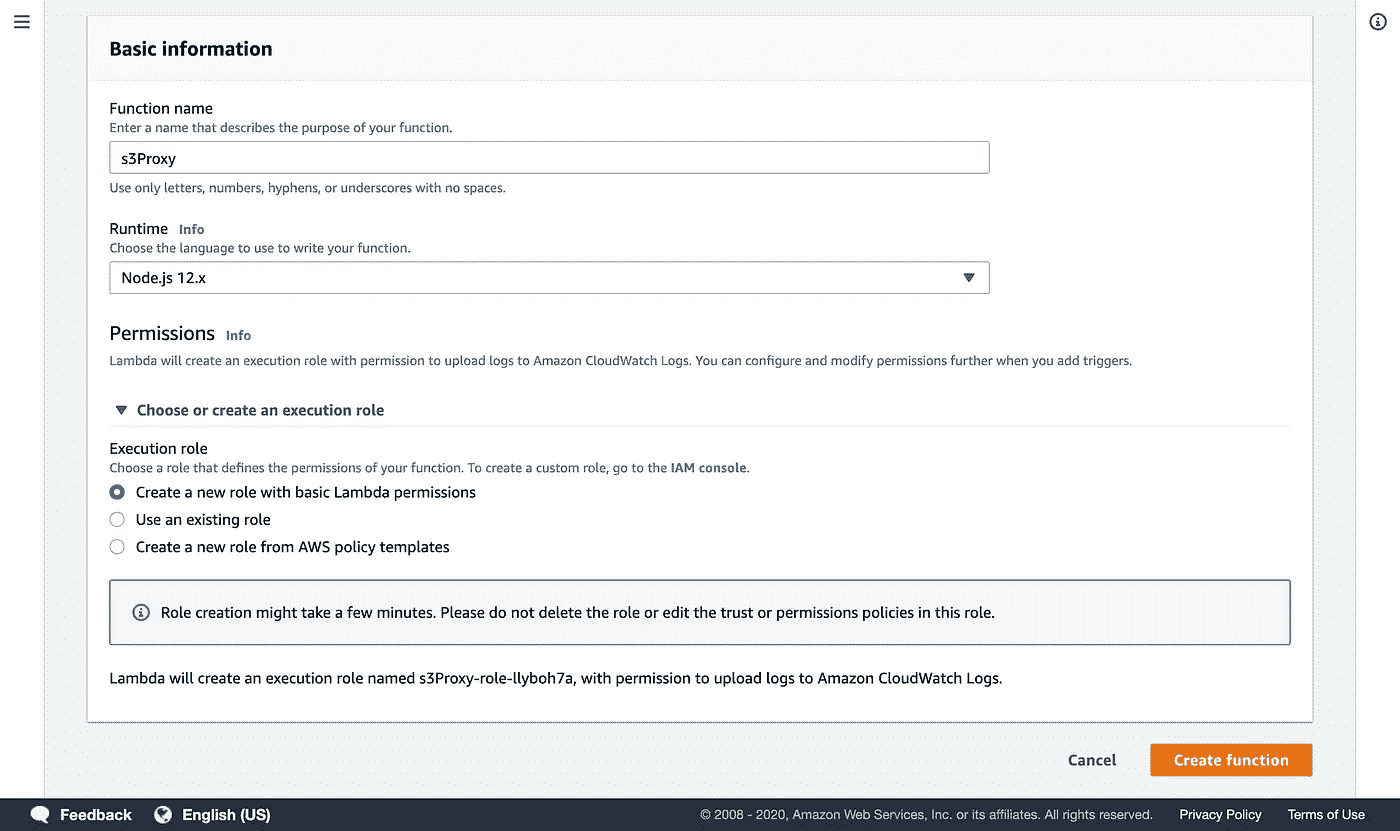 Basic information
Function name
Enter a name that describes the purpose of your function.
s3Proxy
Use only letters, numbers, hyphens, or underscores with no spaces.
Runtime Info
Choose the language to use to write your function.
Node.js 12.x
Permissions Info
Lambda will create an execution role with permission to upload logs to Amazon CloudWatch Logs. You can configure and modify permissions further when you add triggers.
Choose or create an execution role
Execution role
Choose a role that defines the permissions of your function. To create a custom role, go to the IAM console.
Create a new role with basic Lambda permissions
Use an existing role
Create a new role from AWS policy templates
Role creation might take a few minutes. Please do not delete the role or edit the trust or permissions policies in this role.
Lambda will create an execution role named s3Proxy-role-llyboh7a, with permission to upload logs to Amazon CloudWatch Logs.
Cancel Create function
Feedback English (US) © 2008 - 2020, Amazon Web Services, Inc. or its affiliates. All rights reserved. Privacy Policy Terms of Use